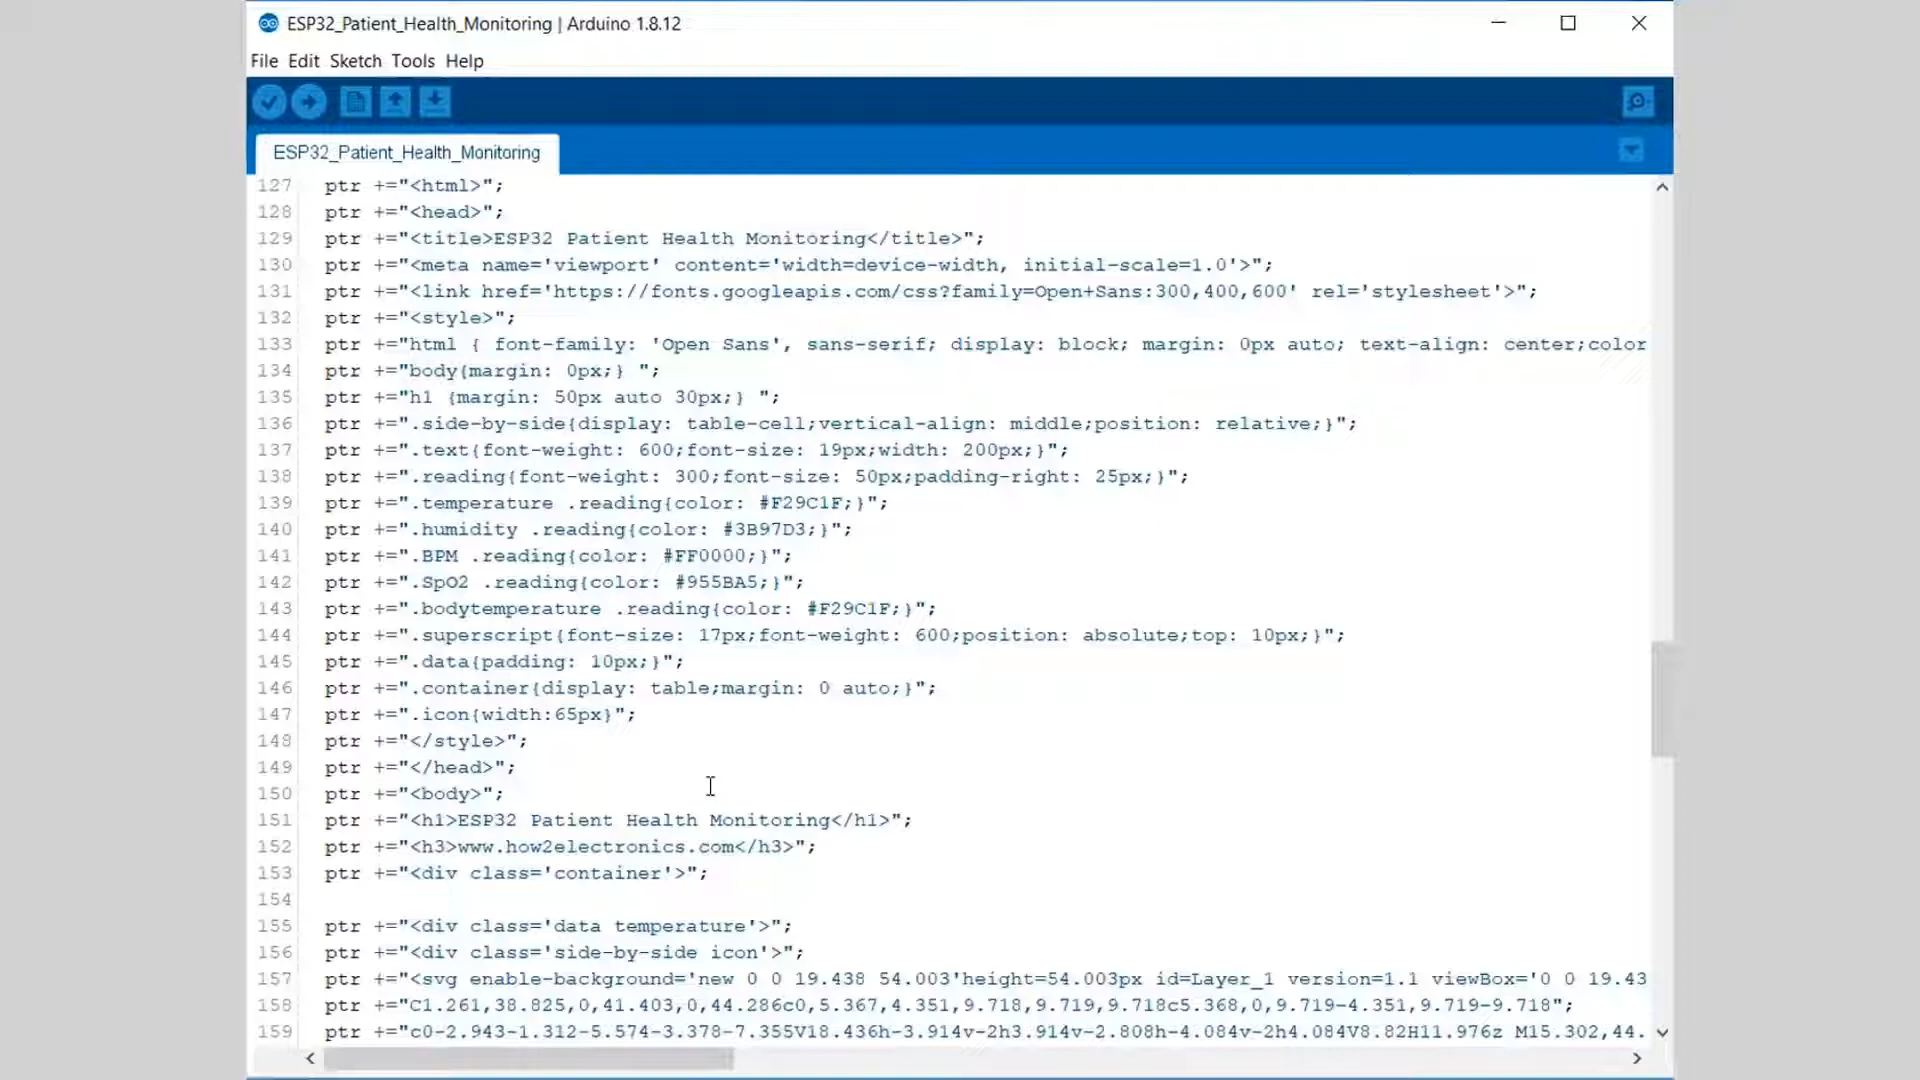 ESP32_Patient_Health_Monitoring | Arduino 1.8.12
File Edit Sketch Tools Help
ESP32_Patient_Health_Monitoring
127 ptr +="<html>";
128 ptr +="<head>";
129 ptr +="<title>ESP32 Patient Health Monitoring</title>";
130 ptr +="<meta name='viewport' content='width=device-width, initial-scale=1.0'>";
131 ptr +="<link href='https://fonts.googleapis.com/css?family=Open+Sans:300,400,600' rel='stylesheet'>";
132 ptr +="<style>";
133 ptr +="html { font-family: 'Open Sans', sans-serif; display: block; margin: 0px auto; text-align: center;color
134 ptr +="body{margin: 0px;} ";
135 ptr +="h1 {margin: 50px auto 30px;} ";
136 ptr +=".side-by-side{display: table-cell;vertical-align: middle;position: relative;}";
137 ptr +=".text{font-weight: 600;font-size: 19px;width: 200px;}";
138 ptr +=".reading{font-weight: 300;font-size: 50px;padding-right: 25px;}";
139 ptr +=".temperature .reading{color: #F29C1F;}";
140 ptr +=".humidity .reading{color: #3B97D3;}";
141 ptr +=".BPM .reading{color: #FF0000;}";
142 ptr +=".SpO2 .reading{color: #955BA5;}";
143 ptr +=".bodytemperature .reading{color: #F29C1F;}";
144 ptr +=".superscript{font-size: 17px;font-weight: 600;position: absolute;top: 10px;}";
145 ptr +=".data{padding: 10px;}";
146 ptr +=".container{display: table;margin: 0 auto;}";
147 ptr +=".icon{width:65px}";
148 ptr +="</style>";
149 ptr +="</head>";
150 ptr +="<body>";
151 ptr +="<h1>ESP32 Patient Health Monitoring</h1>";
152 ptr +="<h3>www.how2electronics.com</h3>";
153 ptr +="<div class='container'>";
154
155 ptr +="<div class='data temperature'>";
156 ptr +="<div class='side-by-side icon'>";
157 ptr +="<svg enable-background='new 0 0 19.438 54.003'height=54.003px id=Layer_1 version=1.1 viewBox='0 0 19.43
158 ptr +="C1.261,38.825,0,41.403,0,44.286c0,5.367,4.351,9.718,9.719,9.718c5.368,0,9.719-4.351,9.719-9.718";
159 ptr +="c0-2.943-1.312-5.574-3.378-7.355V18.436h-3.914v-2h3.914v-2.808h-4.084v-2h4.084V8.82H11.976z M15.302,44.